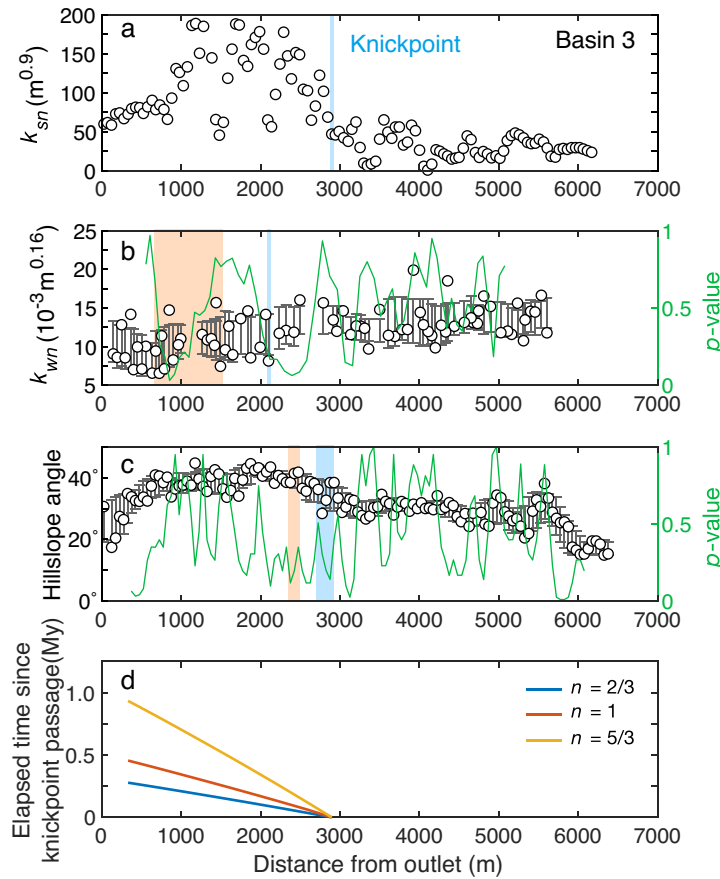 a
Knickpoint
Basin 3
k_sn (m^0.9)
200
150
100
50
0
0 1000 2000 3000 4000 5000 6000 7000
b
k_wn (10^-3 m^0.16)
25
20
15
10
5
1
0.5
0
p-value
0 1000 2000 3000 4000 5000 6000 7000
c
Hillslope angle
40°
20°
0°
1
0.5
0
p-value
0 1000 2000 3000 4000 5000 6000 7000
d
Elapsed time since
knickpoint passage(My)
1.0
0.5
0
n = 2/3
n = 1
n = 5/3
0 1000 2000 3000 4000 5000 6000 7000
Distance from outlet (m)